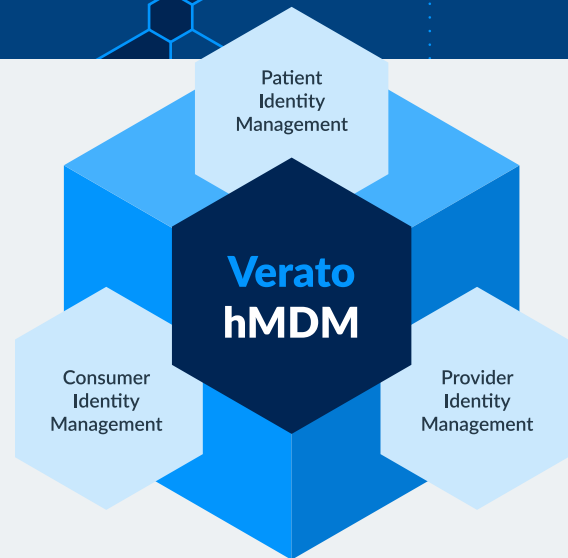 Patient
Identity
Management
Verato
hMDM
Consumer
Identity
Management
Provider
Identity
Management